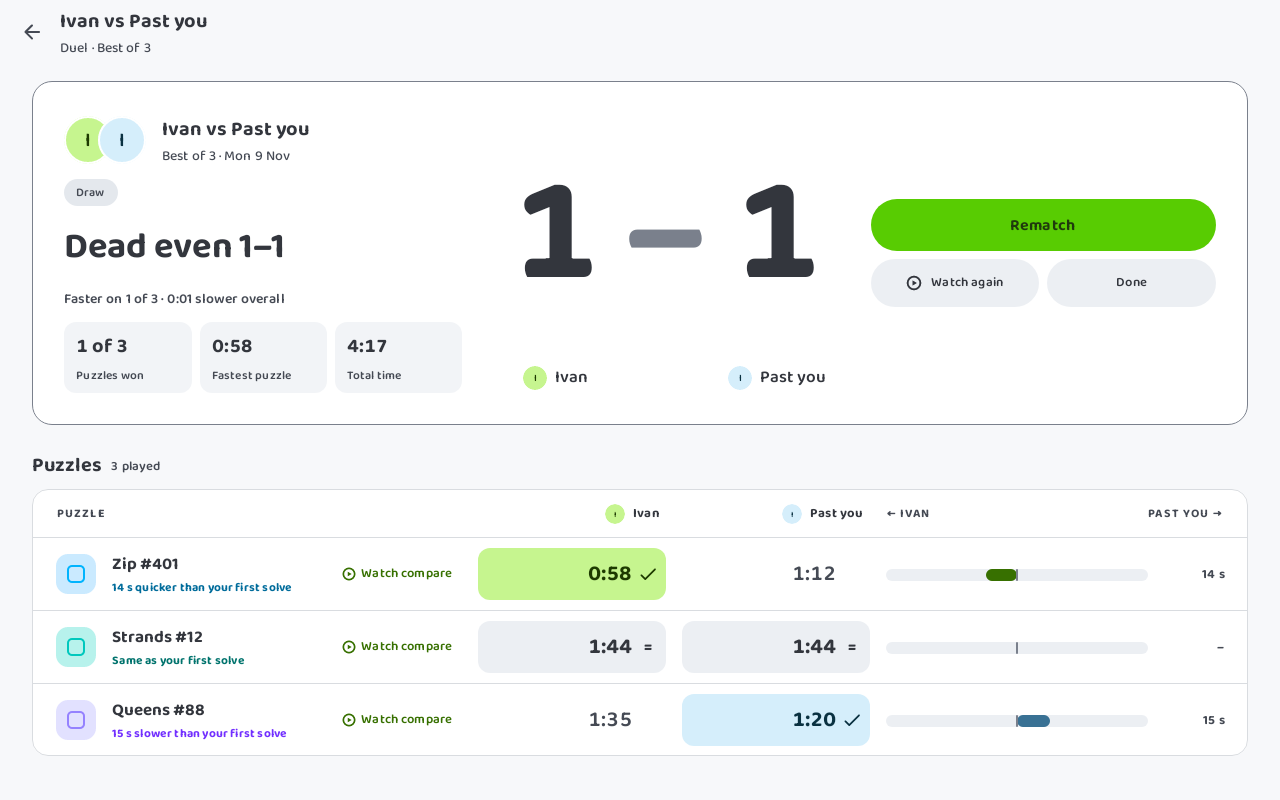 Ivan vs Past you
Duel · Best of 3
I I
Ivan vs Past you
Best of 3 · Mon 9 Nov
Draw
Dead even 1–1
Faster on 1 of 3 · 0:01 slower overall
1 of 3
Puzzles won
0:58
Fastest puzzle
4:17
Total time
1 – 1
I Ivan
I Past you
Rematch
Watch again
Done
Puzzles 3 played
PUZZLE I Ivan I Past you ← IVAN PAST YOU →
Zip #401
14 s quicker than your first solve
Watch compare
0:58 ✓
1:12
14 s
Strands #12
Same as your first solve
Watch compare
1:44 =
1:44 =
–
Queens #88
15 s slower than your first solve
Watch compare
1:35
1:20 ✓
15 s